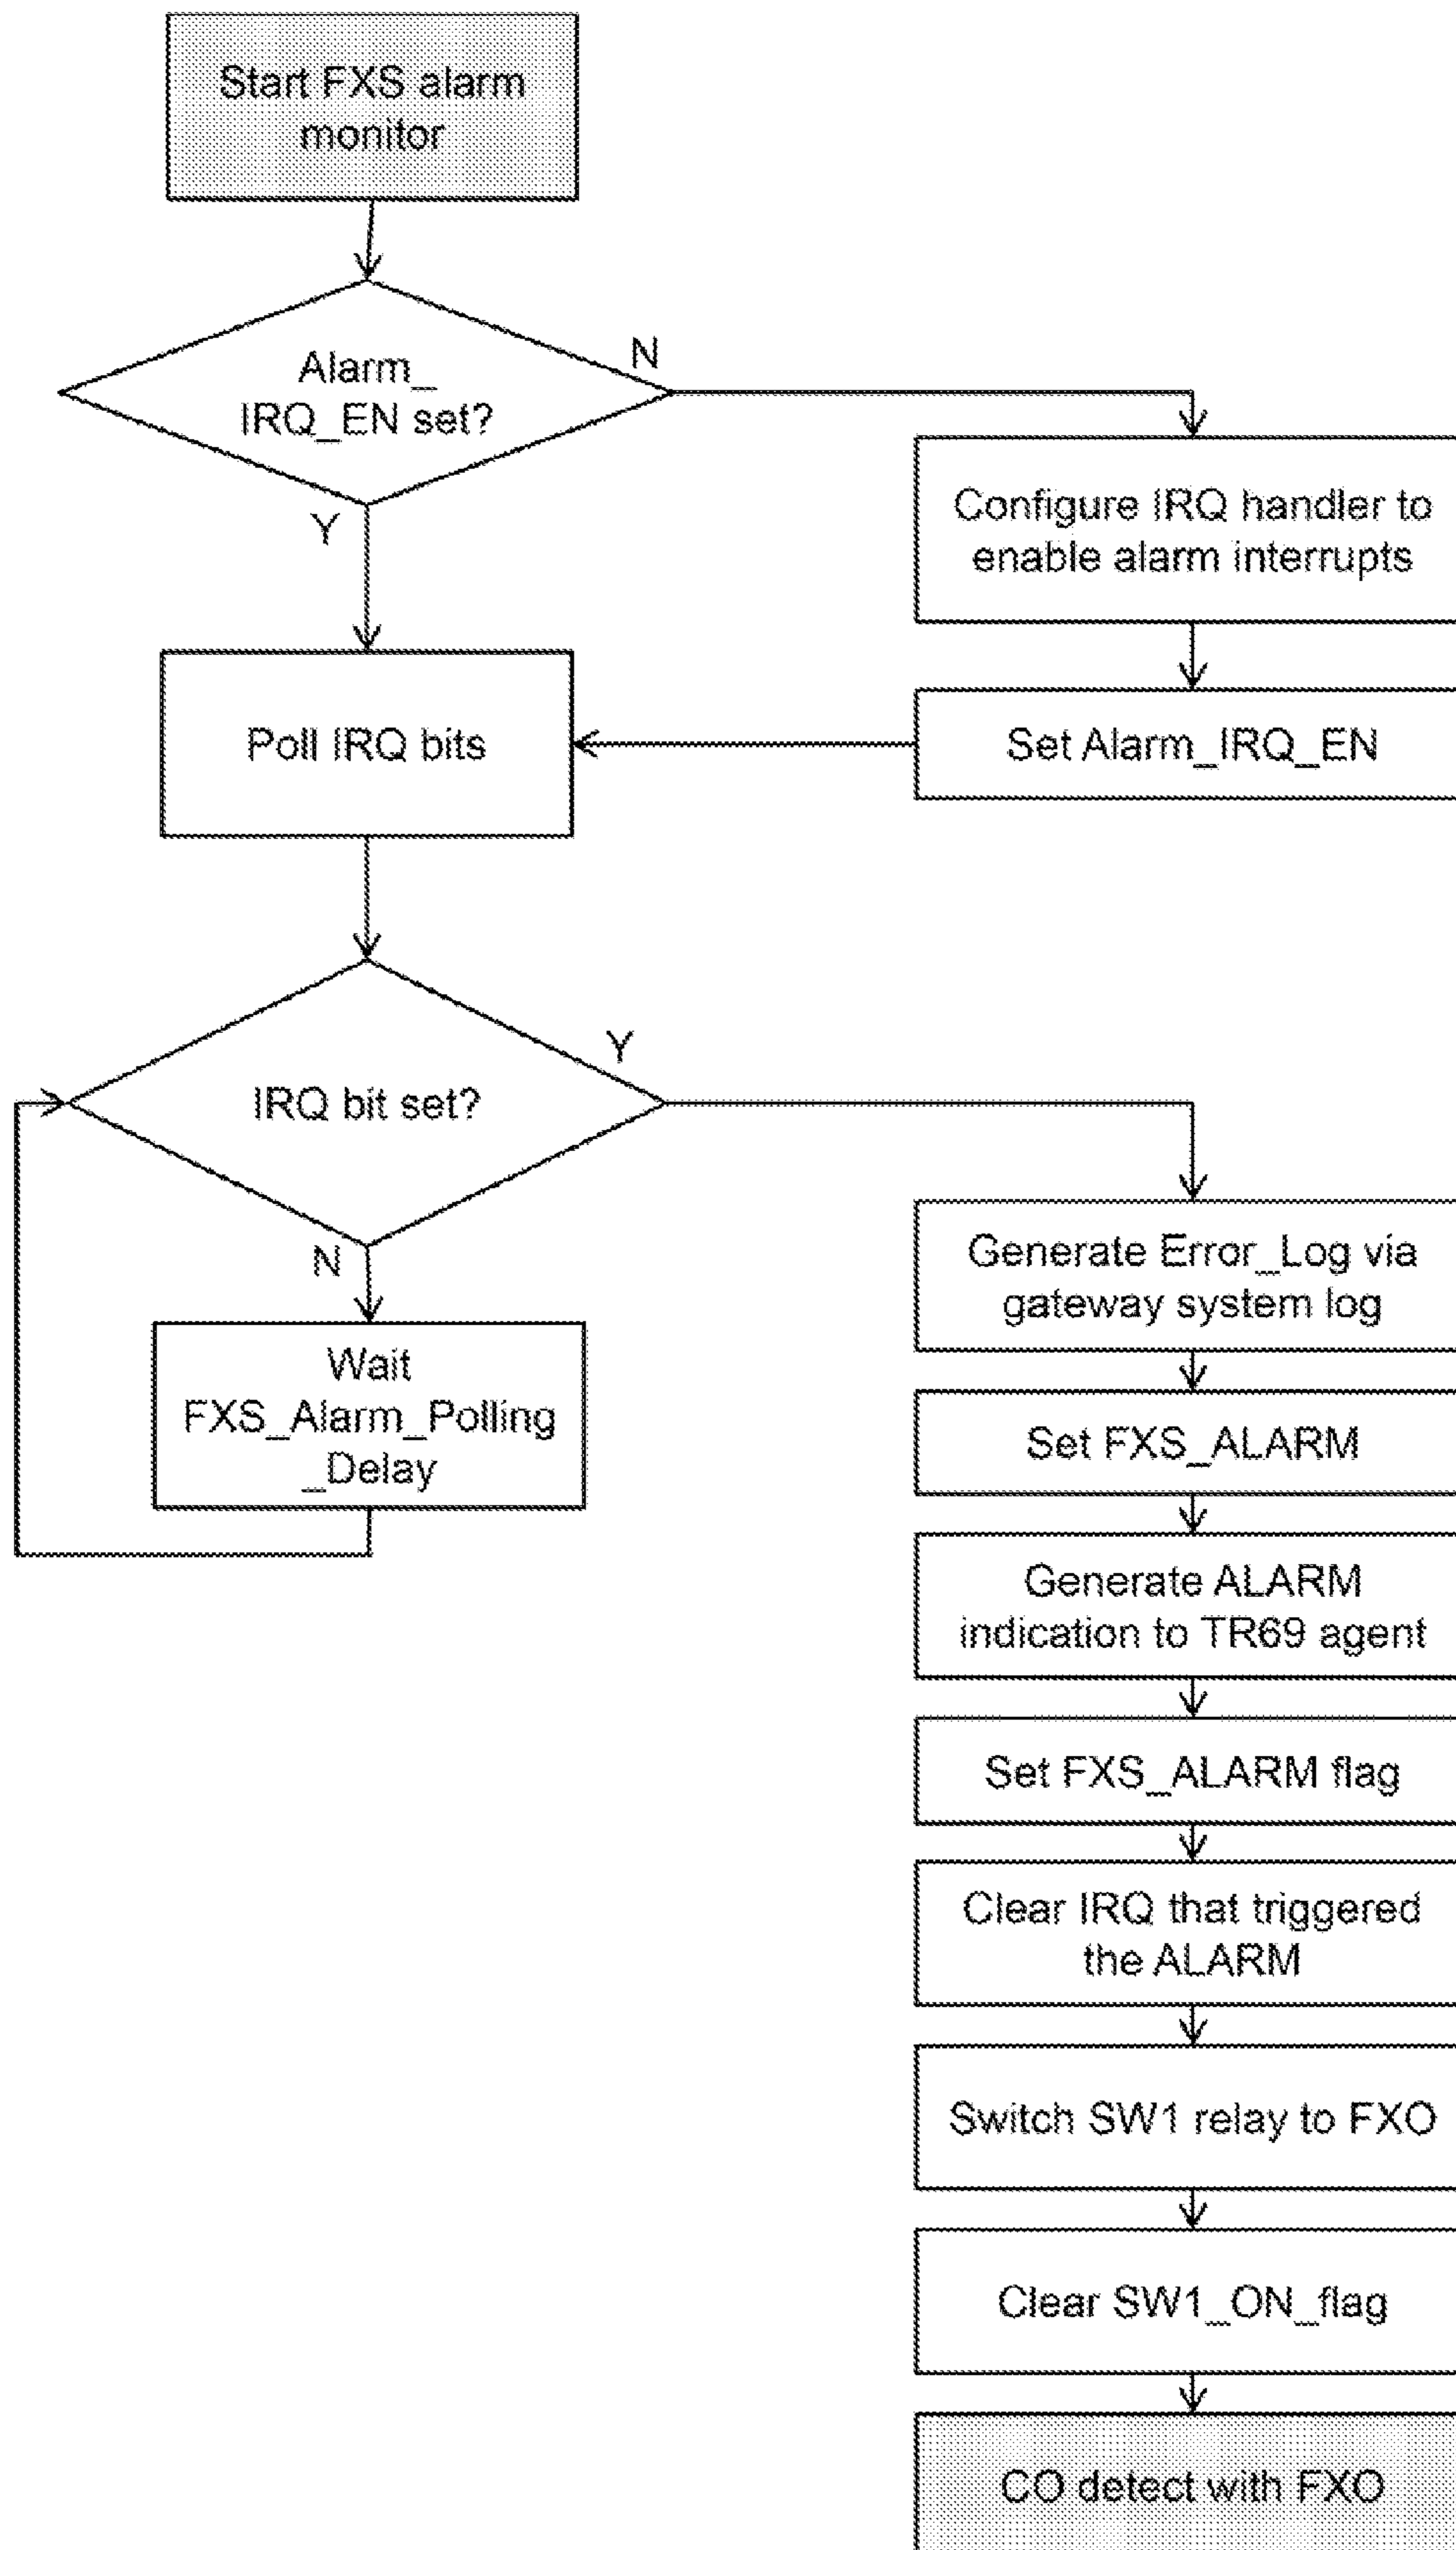 Start FXS alarm
monitor
Alarm_
IRQ_EN set?
N
Y
Configure IRQ handler to
enable alarm interrupts
Poll IRQ bits
Set Alarm_IRQ_EN
IRQ bit set?
Y
N
Wait
FXS_Alarm_Polling
_Delay
Generate Error_Log via
gateway system log
Set FXS_ALARM
Generate ALARM
indication to TR69 agent
Set FXS_ALARM flag
Clear IRQ that triggered
the ALARM
Switch SW1 relay to FXO
Clear SW1_ON_flag
CO detect with FXO